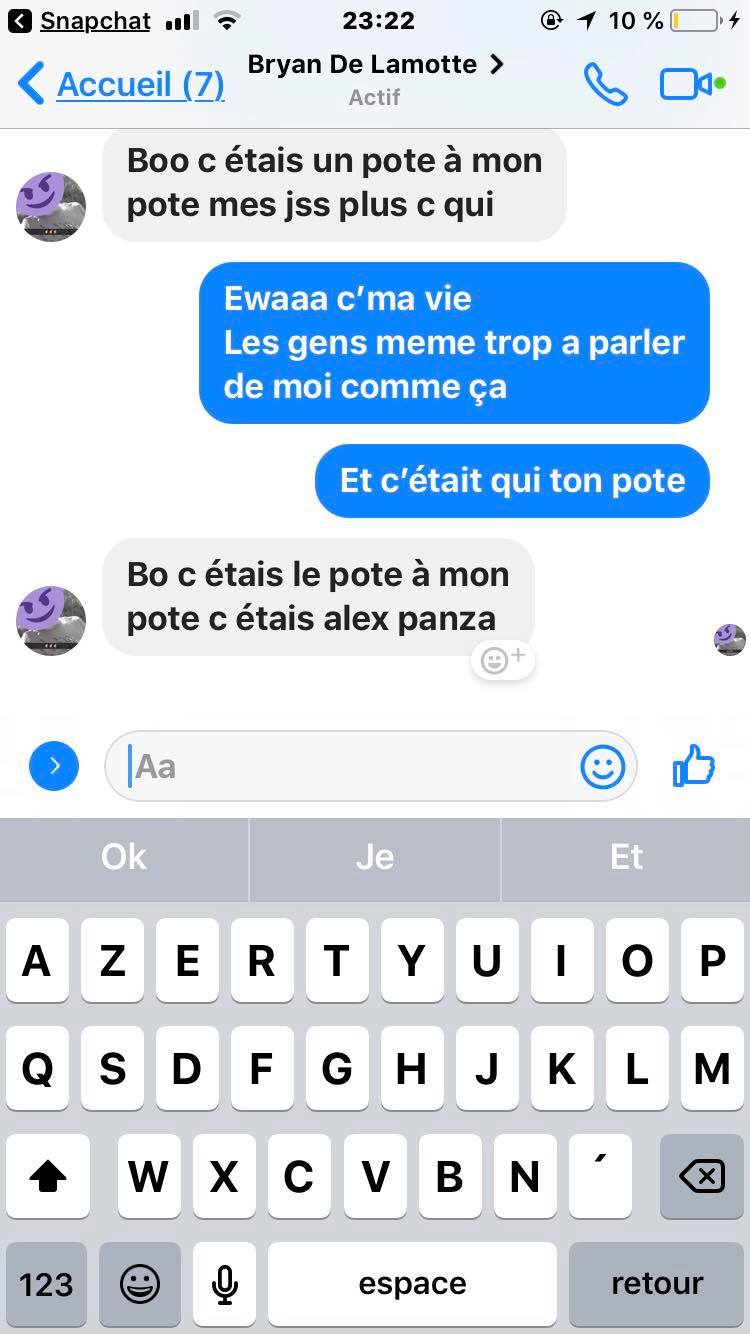 Snapchat 23:22 10 %
Accueil (7) Bryan De Lamotte
Actif
Boo c étais un pote à mon
pote mes jss plus c qui
Ewaaa c’ma vie
Les gens meme trop a parler
de moi comme ça
Et c’était qui ton pote
Bo c étais le pote à mon
pote c étais alex panza
Aa
Ok Je Et
A Z E R T Y U I O P
Q S D F G H J K L M
W X C V B N ´
123 espace retour